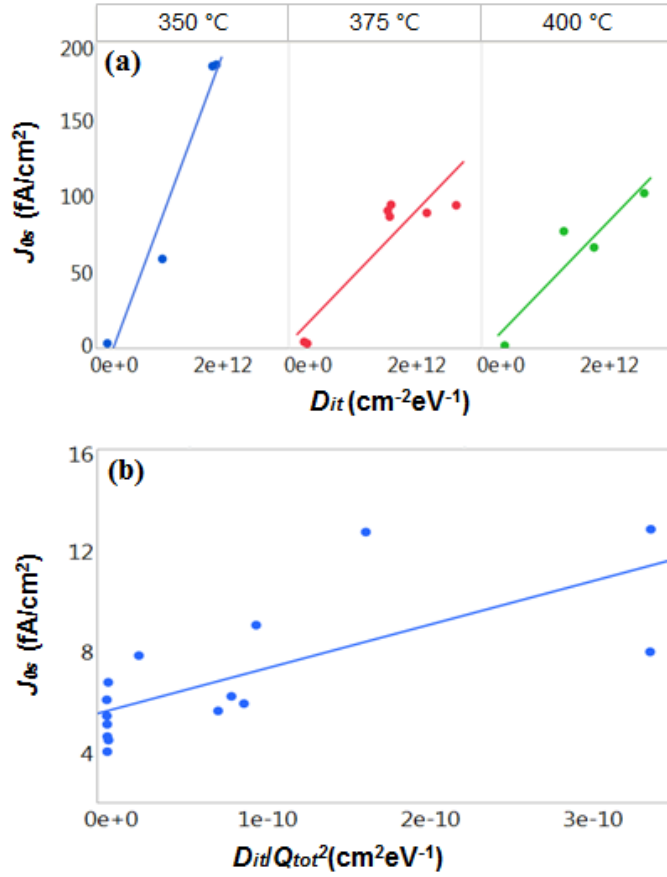 350 °C 375 °C 400 °C
(a)
200
150
100
50
0
J0s (fA/cm2)
0e+0 2e+12 0e+0 2e+12 0e+0 2e+12
Dit (cm-2eV-1)
(b)
16
12
8
4
J0s (fA/cm2)
0e+0 1e-10 2e-10 3e-10
Dit/Qtot2(cm2eV-1)